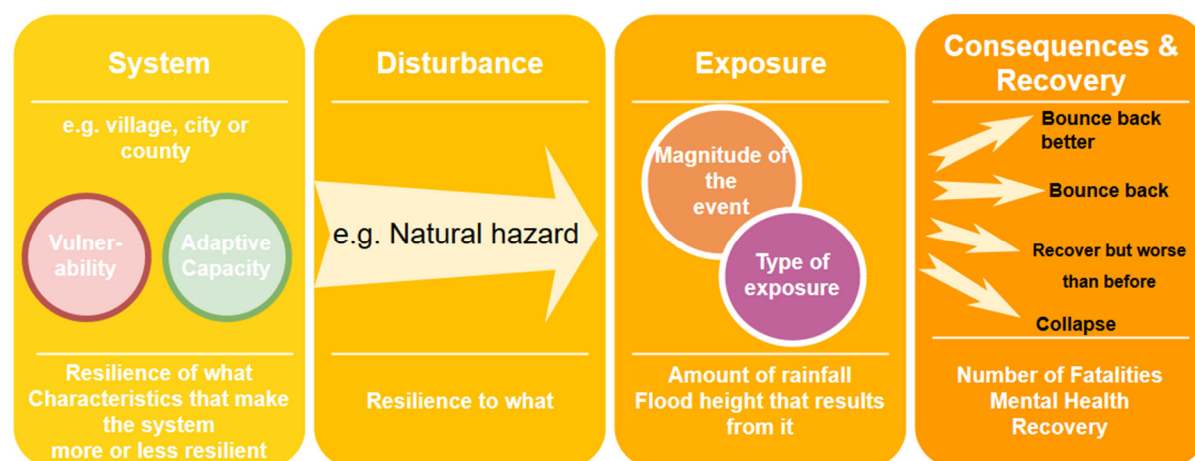 System
e.g. village, city or
county
Vulner-
ability
Adaptive
Capacity
Resilience of what
Characteristics that make
the system
more or less resilient
Disturbance
e.g. Natural hazard
Resilience to what
Exposure
Magnitude of
the
event
Type of
exposure
Amount of rainfall
Flood height that results
from it
Consequences &
Recovery
Bounce back
better
Bounce back
Recover but worse
than before
Collapse
Number of Fatalities
Mental Health
Recovery